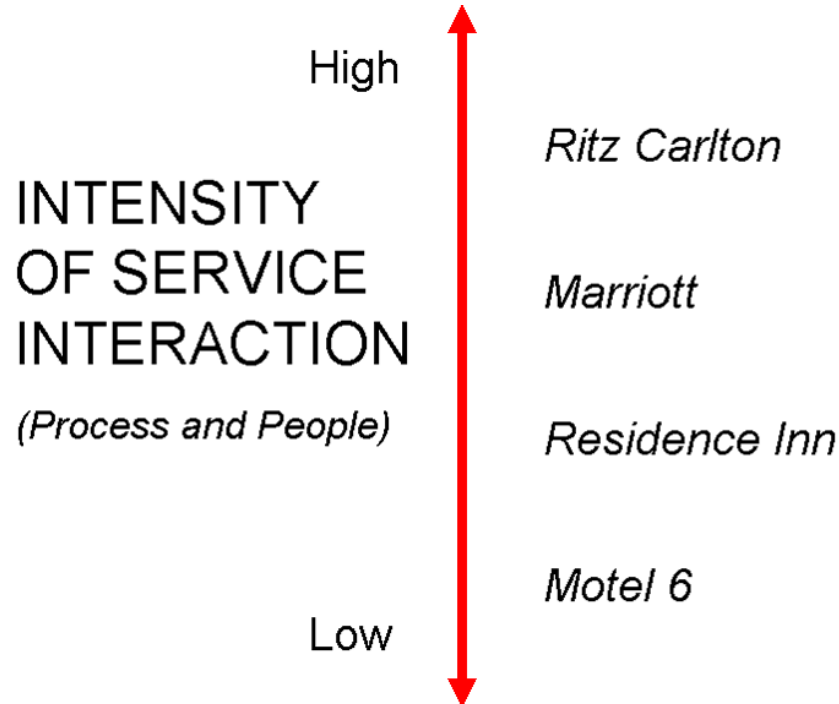 High
Ritz Carlton
INTENSITY
OF SERVICE
INTERACTION
(Process and People)
Marriott
Residence Inn
Motel 6
Low